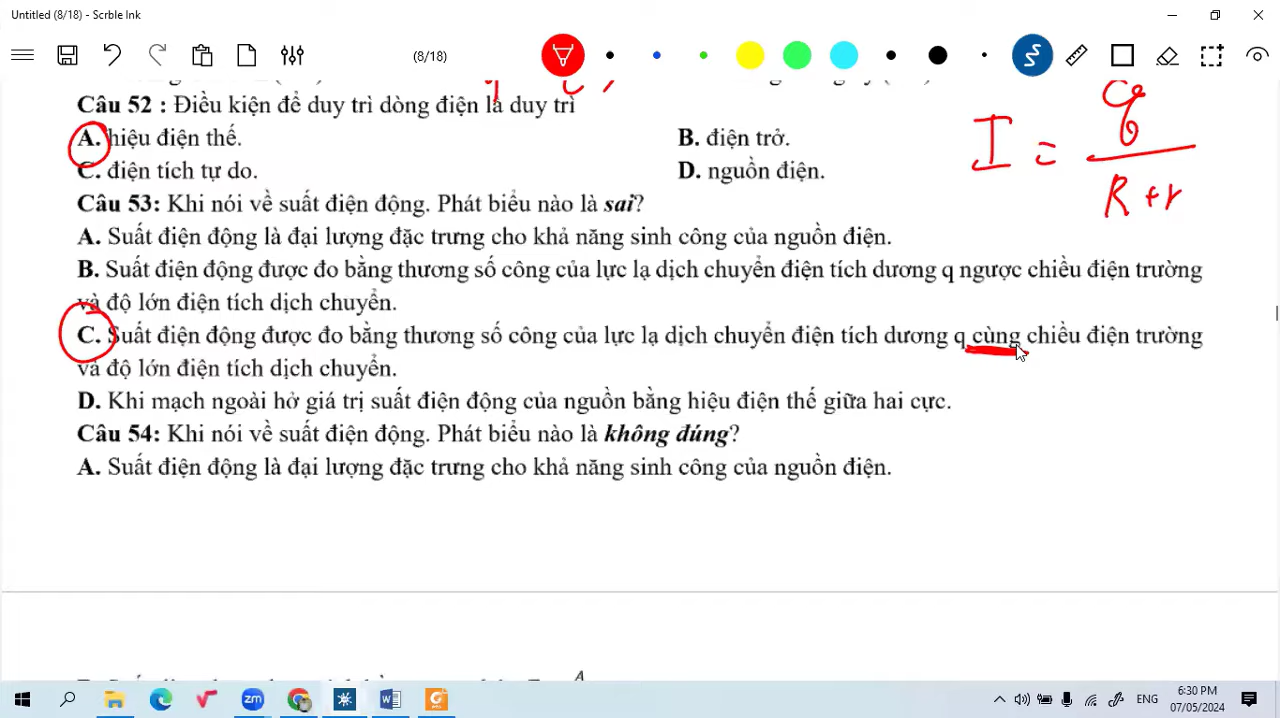 Untitled (8/18) - Scrble Ink
(8/18)
Câu 52 : Điều kiện để duy trì dòng điện là duy trì
A. hiệu điện thế. B. điện trở.
C. điện tích tự do. D. nguồn điện.
I =
R + r
Câu 53: Khi nói về suất điện động. Phát biểu nào là sai?
A. Suất điện động là đại lượng đặc trưng cho khả năng sinh công của nguồn điện.
B. Suất điện động được đo bằng thương số công của lực lạ dịch chuyển điện tích dương q ngược chiều điện trường
và độ lớn điện tích dịch chuyển.
C. Suất điện động được đo bằng thương số công của lực lạ dịch chuyển điện tích dương q cùng chiều điện trường
và độ lớn điện tích dịch chuyển.
D. Khi mạch ngoài hở giá trị suất điện động của nguồn bằng hiệu điện thế giữa hai cực.
Câu 54: Khi nói về suất điện động. Phát biểu nào là không đúng?
A. Suất điện động là đại lượng đặc trưng cho khả năng sinh công của nguồn điện.
ENG
6:30 PM
07/05/2024